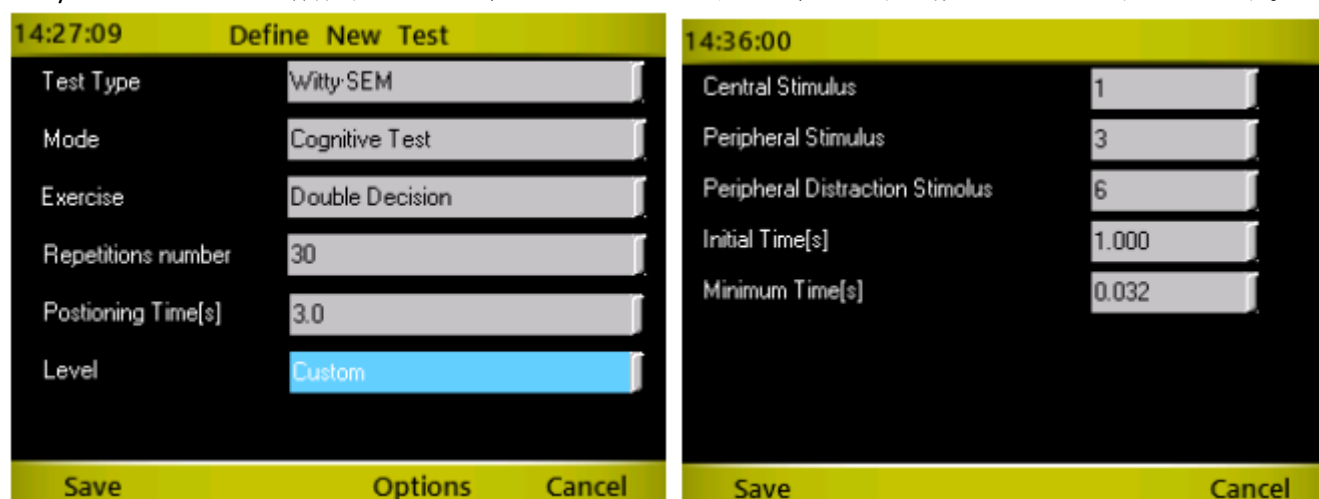 14:27:09 Define New Test
Test Type Witty·SEM
Mode Cognitive Test
Exercise Double Decision
Repetitions number 30
Postioning Time[s] 3.0
Level Custom
Save Options Cancel
14:36:00
Central Stimulus 1
Peripheral Stimulus 3
Peripheral Distraction Stimolus 6
Initial Time[s] 1.000
Minimum Time[s] 0.032
Save Cancel